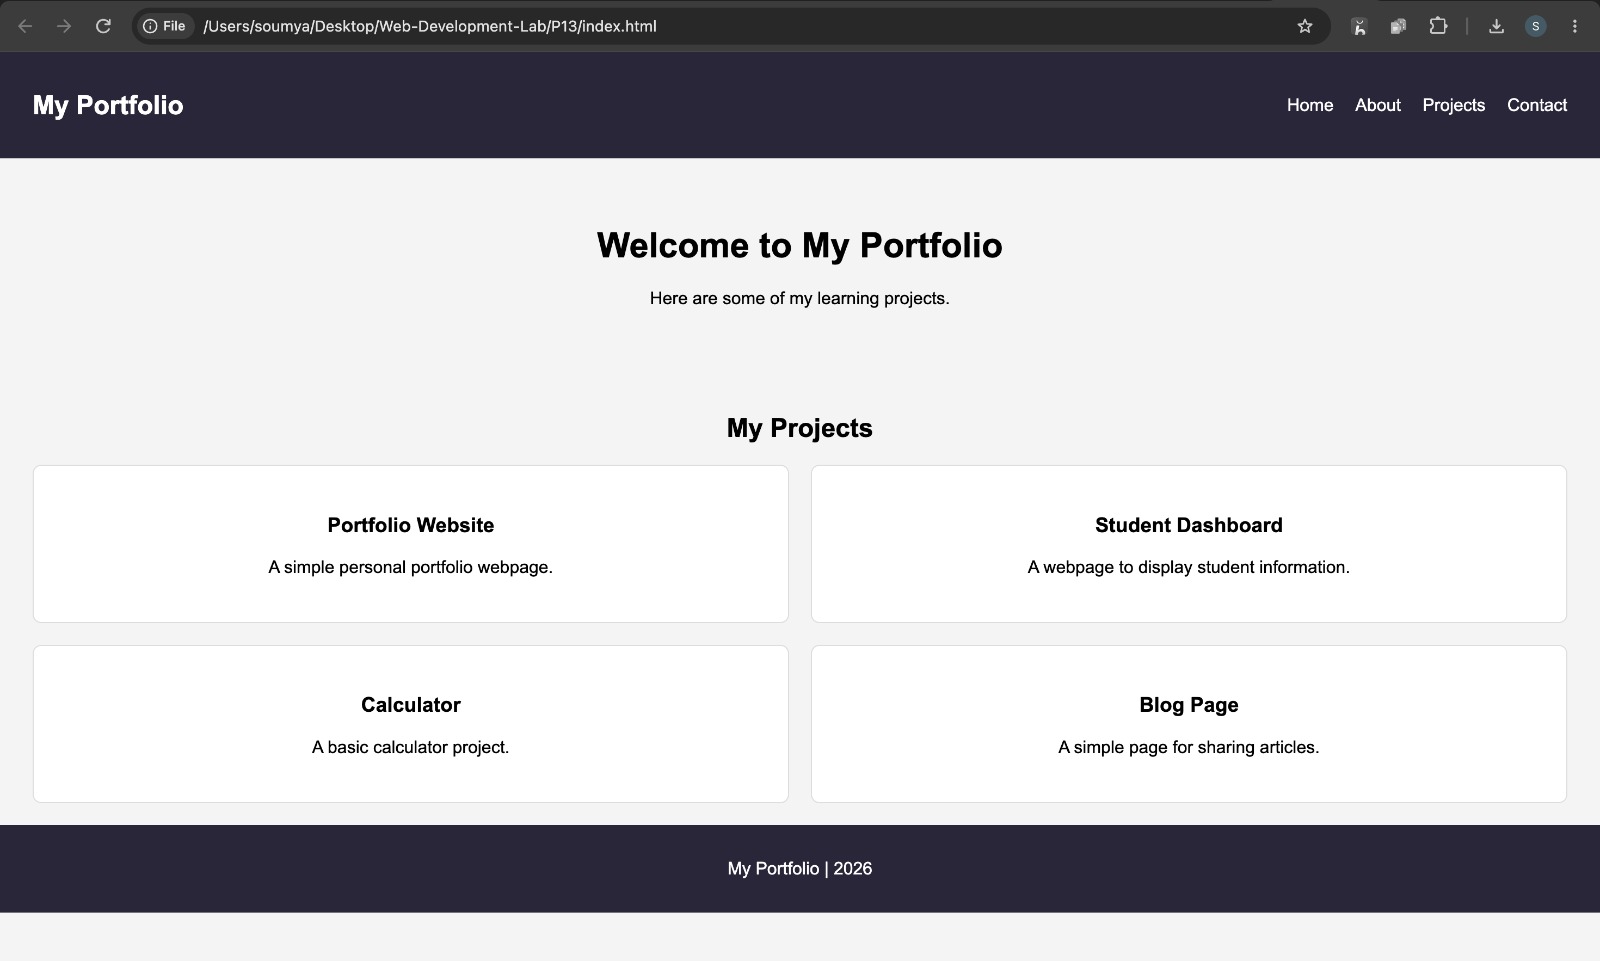 File /Users/soumya/Desktop/Web-Development-Lab/P13/index.html S
My Portfolio Home About Projects Contact
Welcome to My Portfolio
Here are some of my learning projects.
My Projects
Portfolio Website
A simple personal portfolio webpage.
Student Dashboard
A webpage to display student information.
Calculator
A basic calculator project.
Blog Page
A simple page for sharing articles.
My Portfolio | 2026